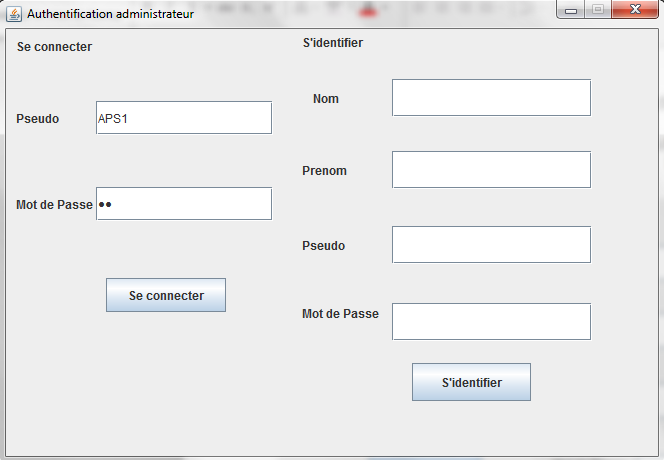 Authentification administrateur
Se connecter
Pseudo APS1
Mot de Passe ••
Se connecter
S'identifier
Nom
Prenom
Pseudo
Mot de Passe
S'identifier